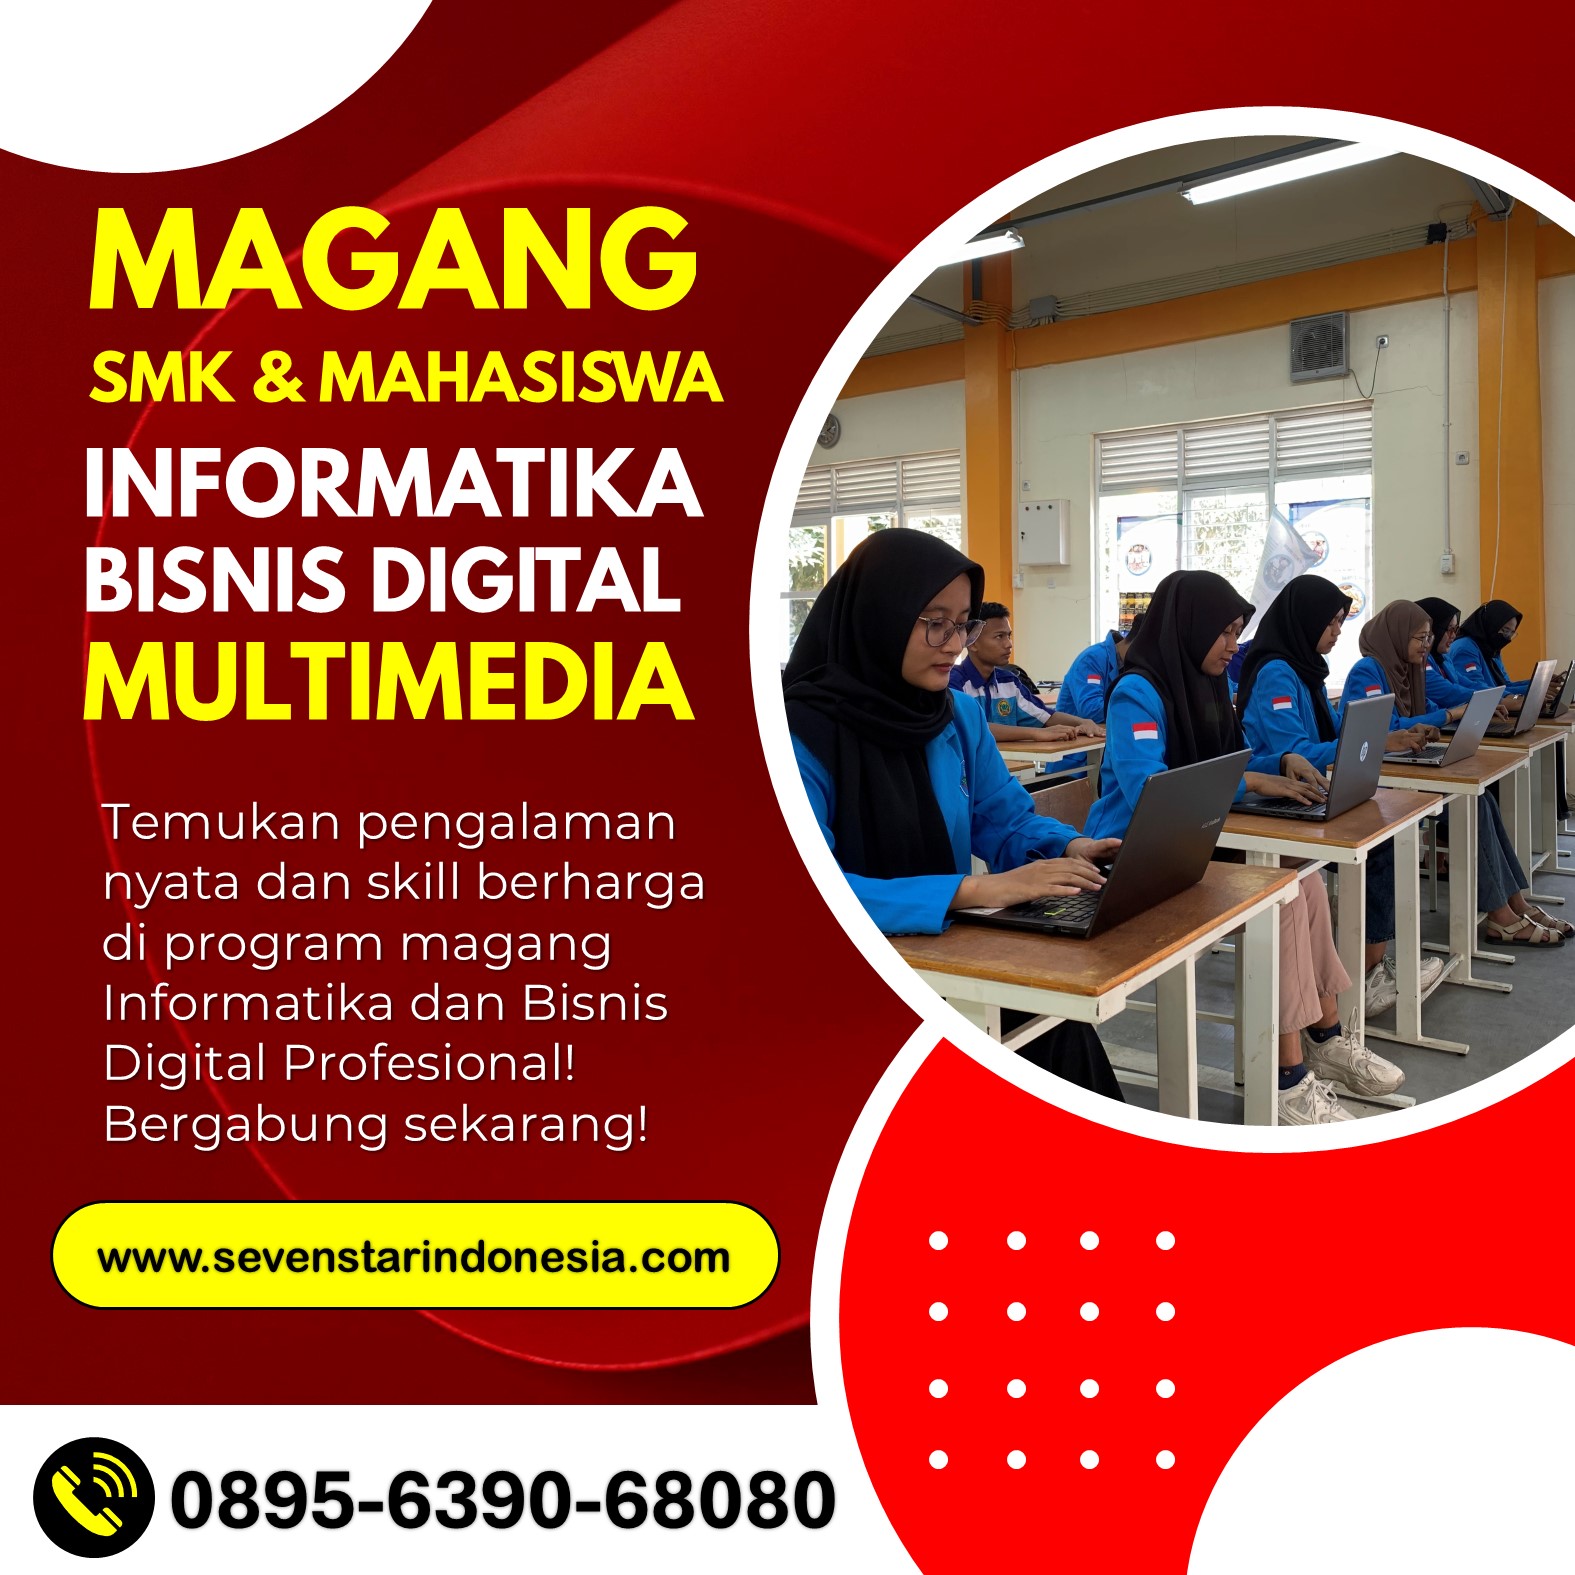 MAGANG
SMK & MAHASISWA
INFORMATIKA
BISNIS DIGITAL
MULTIMEDIA
Temukan pengalaman
nyata dan skill berharga
di program magang
Informatika dan Bisnis
Digital Profesional!
Bergabung sekarang!
www.sevenstarindonesia.com
0895-6390-68080